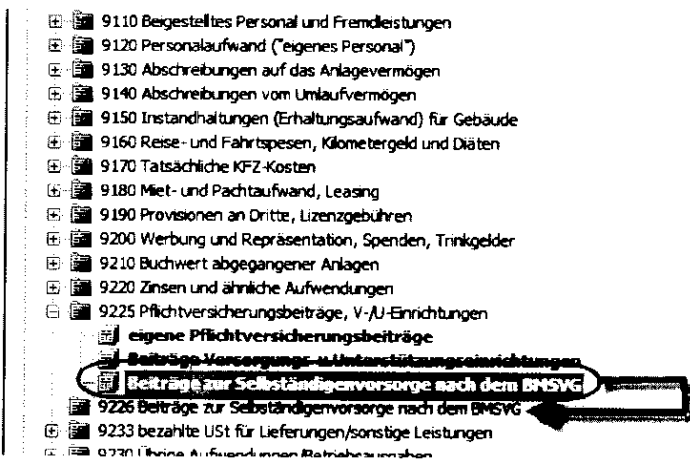 9110 Beigestelltes Personal und Fremdleistungen
9120 Personalaufwand ("eigenes Personal")
9130 Abschreibungen auf das Anlagevermögen
9140 Abschreibungen vom Umlaufvermögen
9150 Instandhaltungen (Erhaltungsaufwand) für Gebäude
9160 Reise- und Fahrtspesen, Kilometergeld und Diäten
9170 Tatsächliche KFZ-Kosten
9180 Miet- und Pachtaufwand, Leasing
9190 Provisionen an Dritte, Lizenzgebühren
9200 Werbung und Repräsentation, Spenden, Trinkgelder
9210 Buchwert abgegangener Anlagen
9220 Zinsen und ähnliche Aufwendungen
9225 Pflichtversicherungsbeiträge, V-/U-Einrichtungen
eigene Pflichtversicherungsbeiträge
Beiträge Versorgungs-u Unterstützungseinrichtungen
Beiträge zur Selbständigenvorsorge nach dem BMSVG
9226 Beiträge zur Selbständigenvorsorge nach dem BMSVG
9233 bezahlte USt für Lieferungen/sonstige Leistungen
9230 Übrige Aufwendungen/Betriebsausgaben